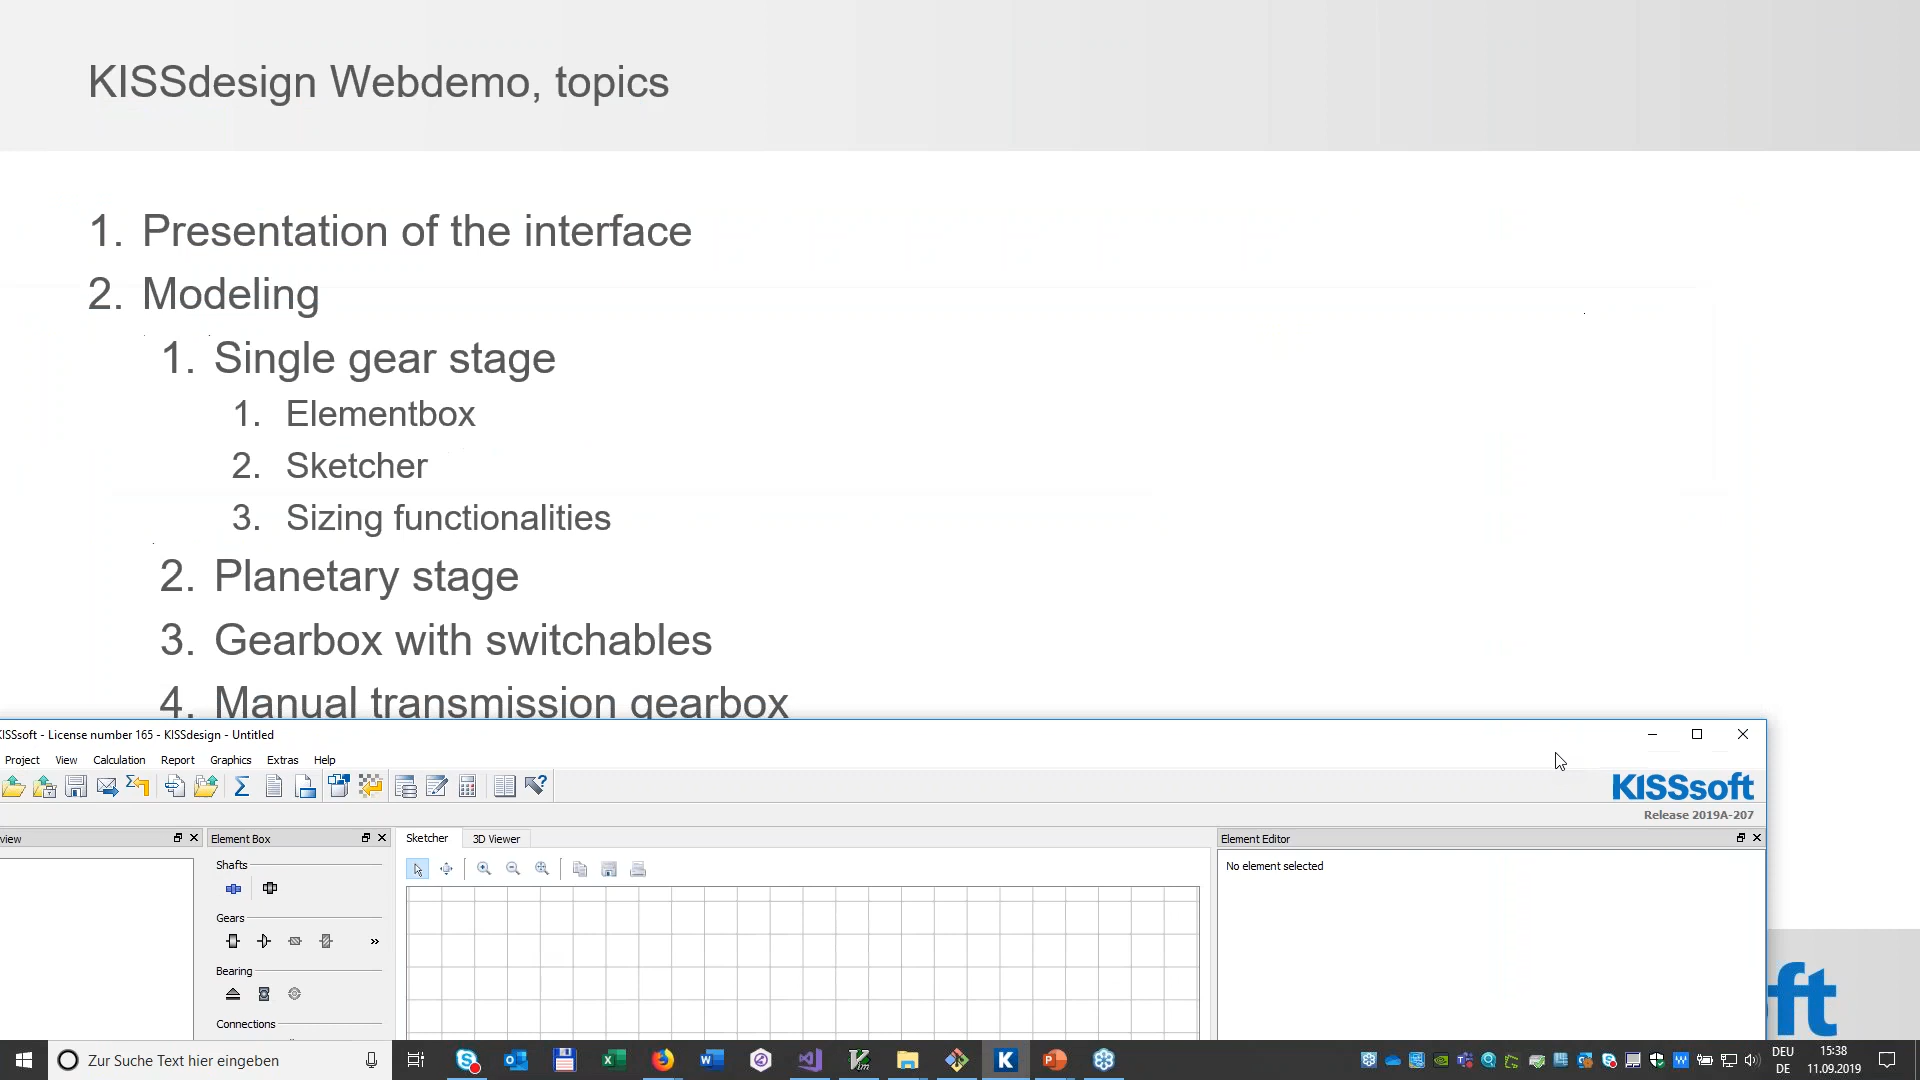 KISSdesign Webdemo, topics
1. Presentation of the interface
2. Modeling
1. Single gear stage
1. Elementbox
2. Sketcher
3. Sizing functionalities
2. Planetary stage
3. Gearbox with switchables
4. Manual transmission gearbox
KISSsoft - License number 165 - KISSdesign - Untitled
Project View Calculation Report Graphics Extras Help
KISSsoft
Release 2019A-207
view Element Box Sketcher 3D Viewer Element Editor
Shafts
No element selected
Gears
Bearing
Connections
ft
Zur Suche Text hier eingeben
DEU
DE
15:38
11.09.2019